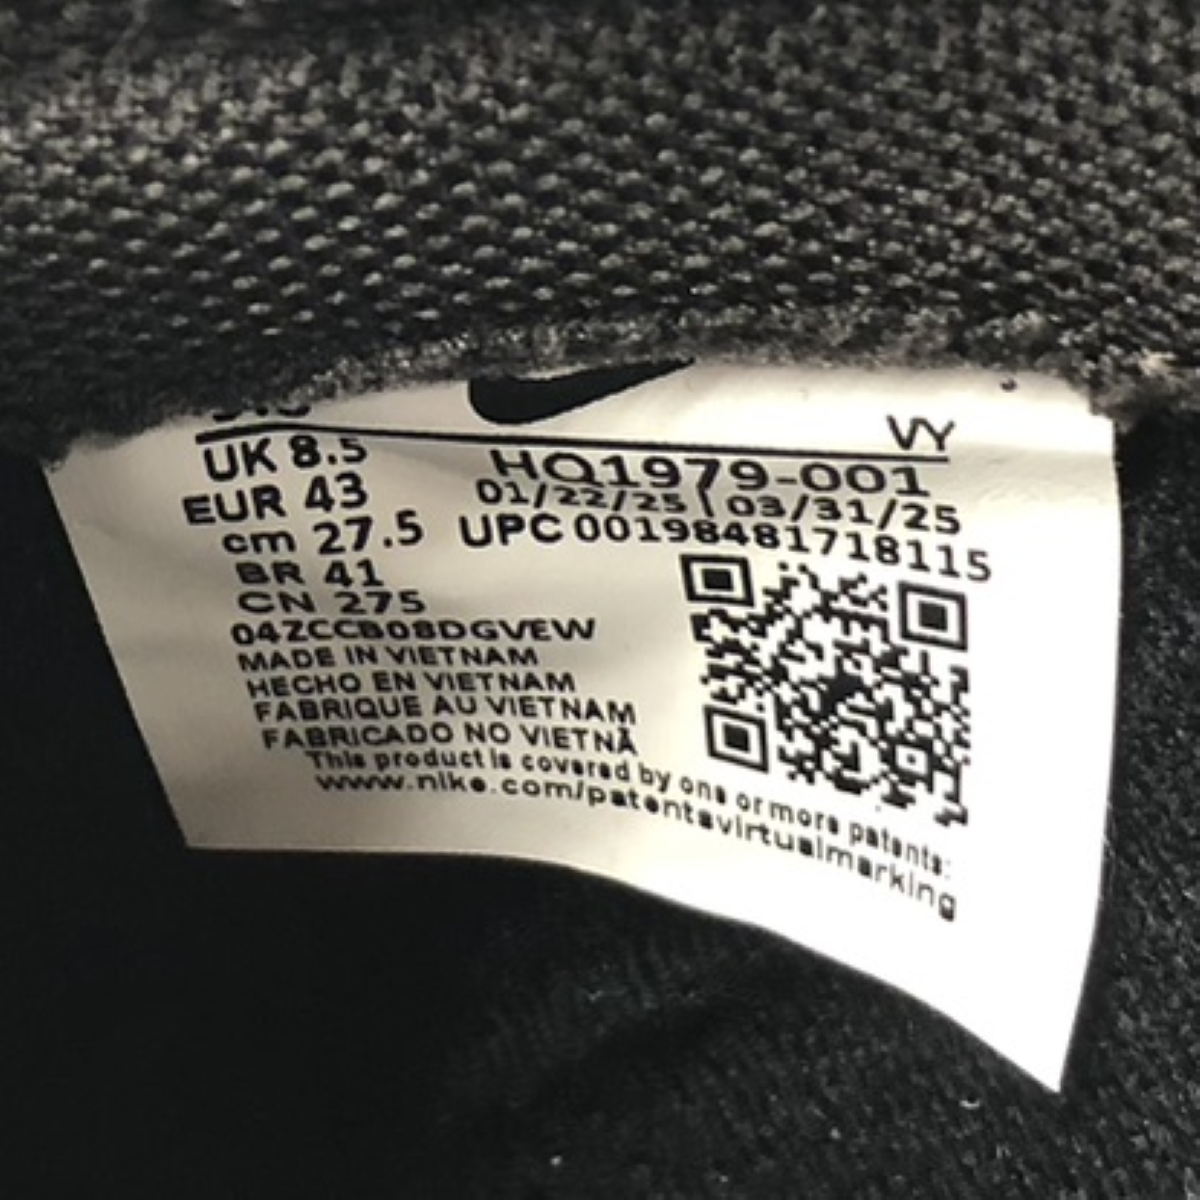 VY
UK 8.5
EUR 43
cm 27.5
BR 41
CN 275
HQ1979-001
01/22/25 \ 03/31/25
UPC 00198481718115
04ZCCB08DGVEW
MADE IN VIETNAM
HECHO EN VIETNAM
FABRIQUE AU VIETNAM
FABRICADO NO VIETNÃ
This product is covered by one or more patents:
www.nike.com/patentsvirtualmarking